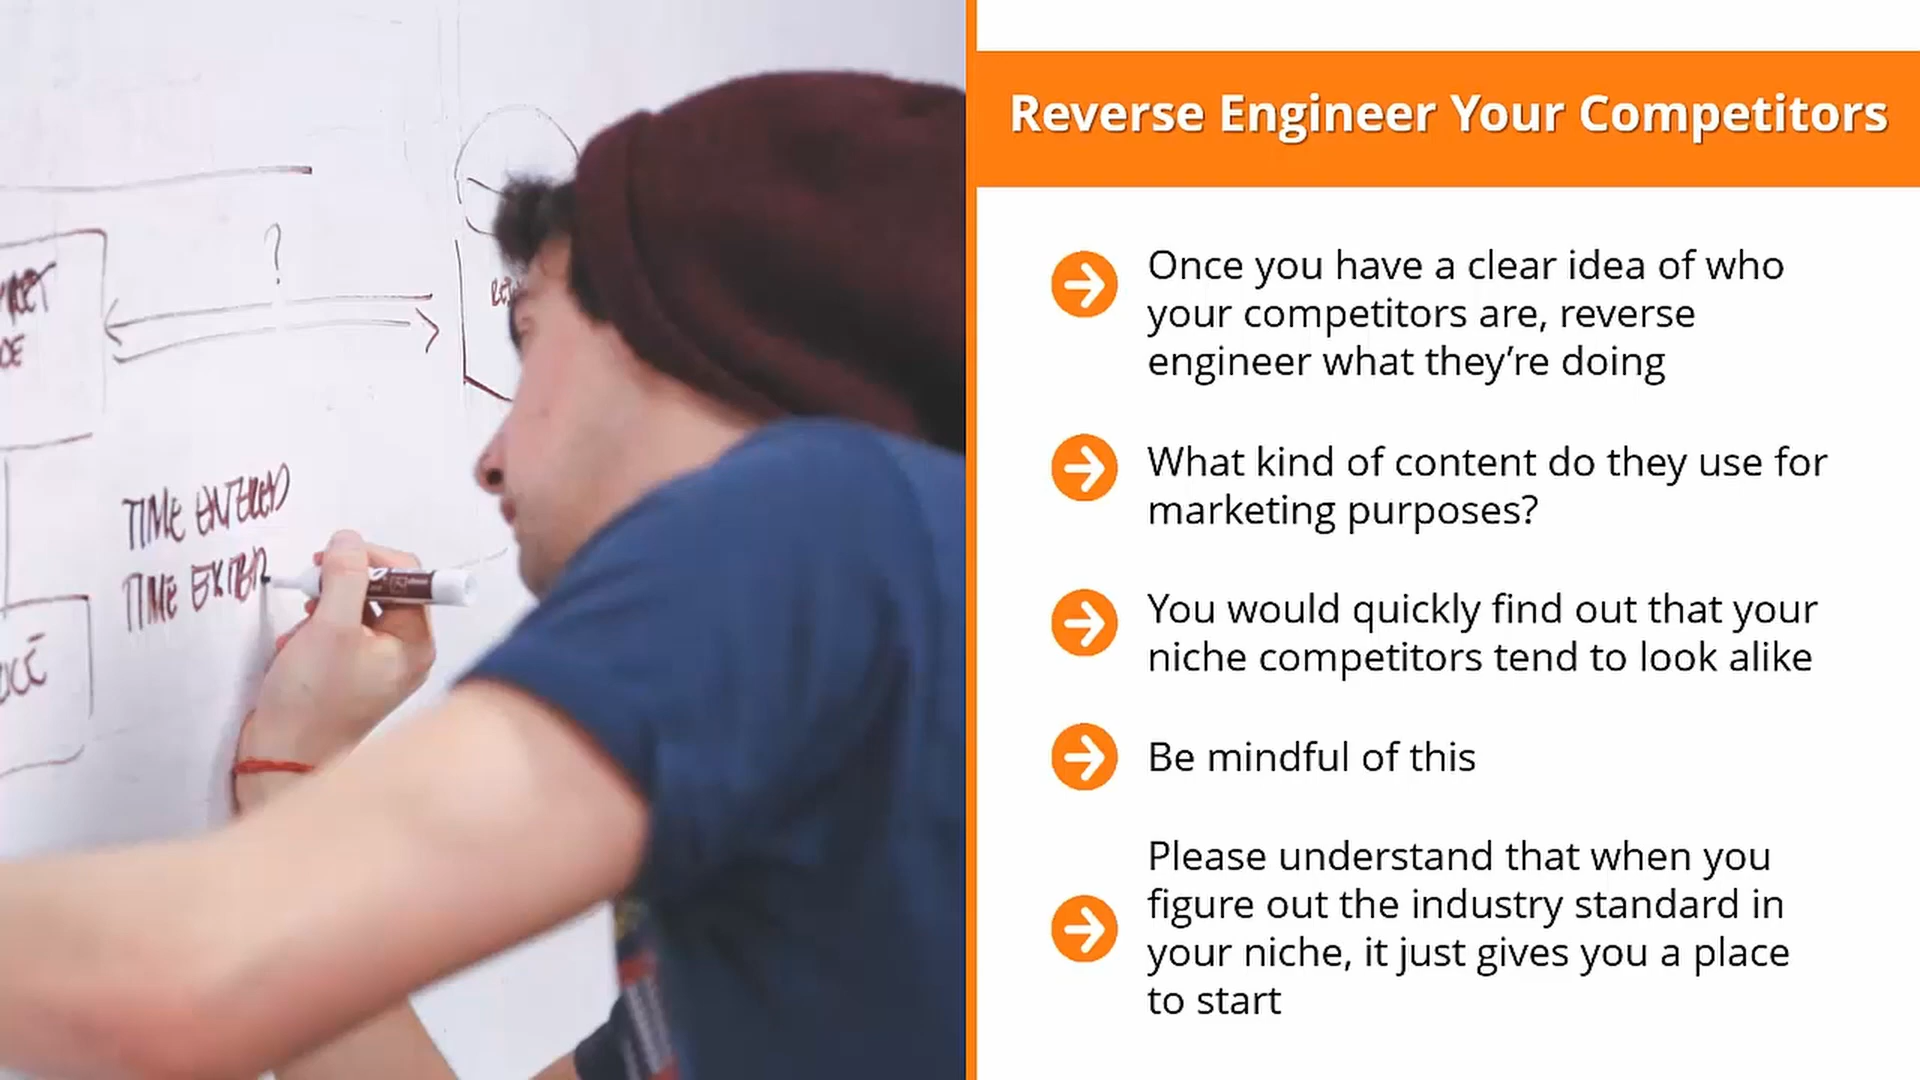 Reverse Engineer Your Competitors
Once you have a clear idea of who
your competitors are, reverse
engineer what they’re doing
What kind of content do they use for
marketing purposes?
You would quickly find out that your
niche competitors tend to look alike
Be mindful of this
Please understand that when you
figure out the industry standard in
your niche, it just gives you a place
to start
?
TIME ENTERED
TIME EXITED